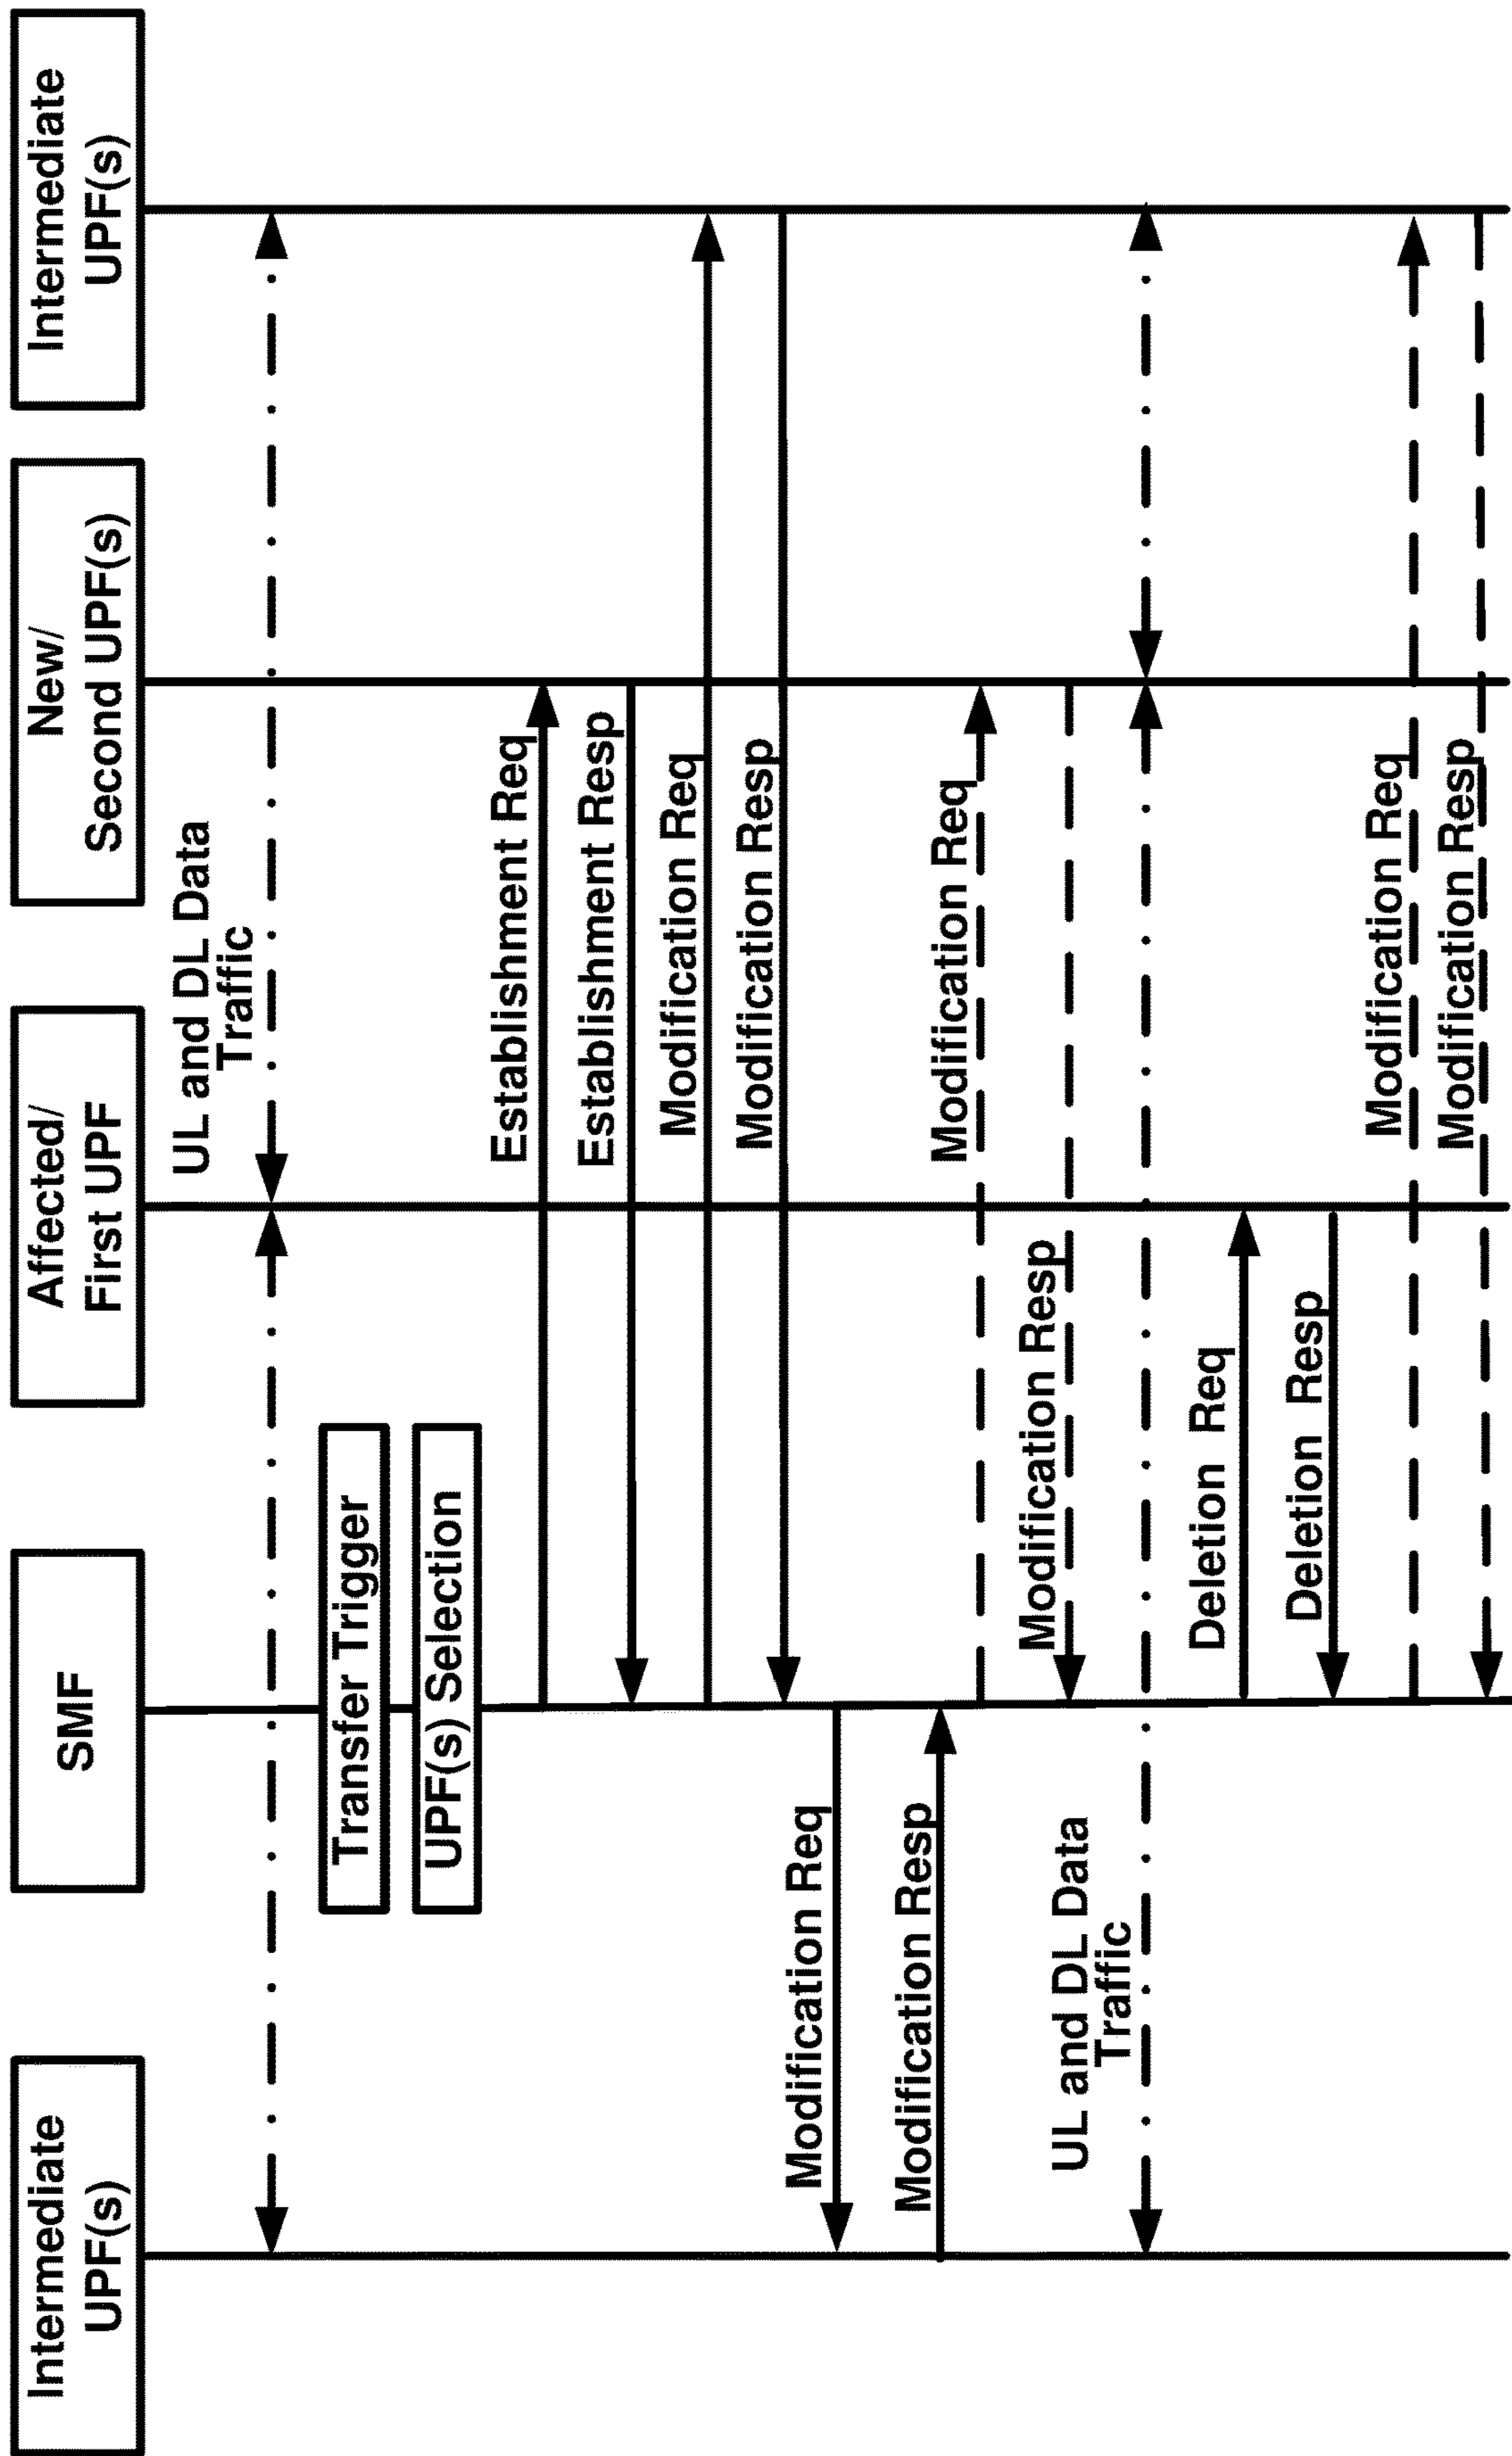 Intermediate
UPF(s)
SMF
Affected/
First UPF
New/
Second UPF(s)
Intermediate
UPF(s)
UL and DL Data
Traffic
Transfer Trigger
UPF(s) Selection
Establishment Req
Establishment Resp
Modification Req
Modification Resp
Modification Req
Modification Resp
Modification Req
Modification Resp
UL and DL Data
Traffic
Deletion Req
Deletion Resp
Modification Req
Modification Resp